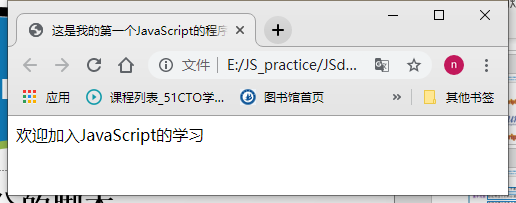 这是我的第一个JavaScript的程序
文件 E:/JS_practice/JSd... n
应用 课程列表_51CTO学... 图书馆首页 » 其他书签
欢迎加入JavaScript的学习